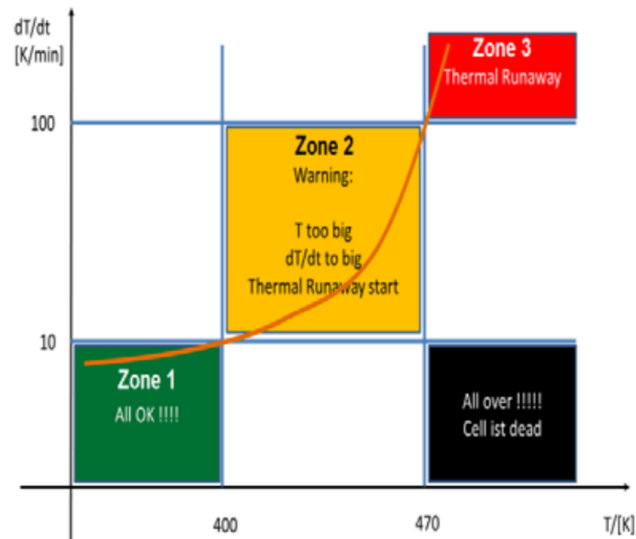 dT/dt
[K/min]
100
10
Zone 3
Thermal Runaway
Zone 2
Warning:
T too big
dT/dt to big
Thermal Runaway start
Zone 1
All OK !!!!
All over !!!!!
Cell ist dead
400
470
T/[K]